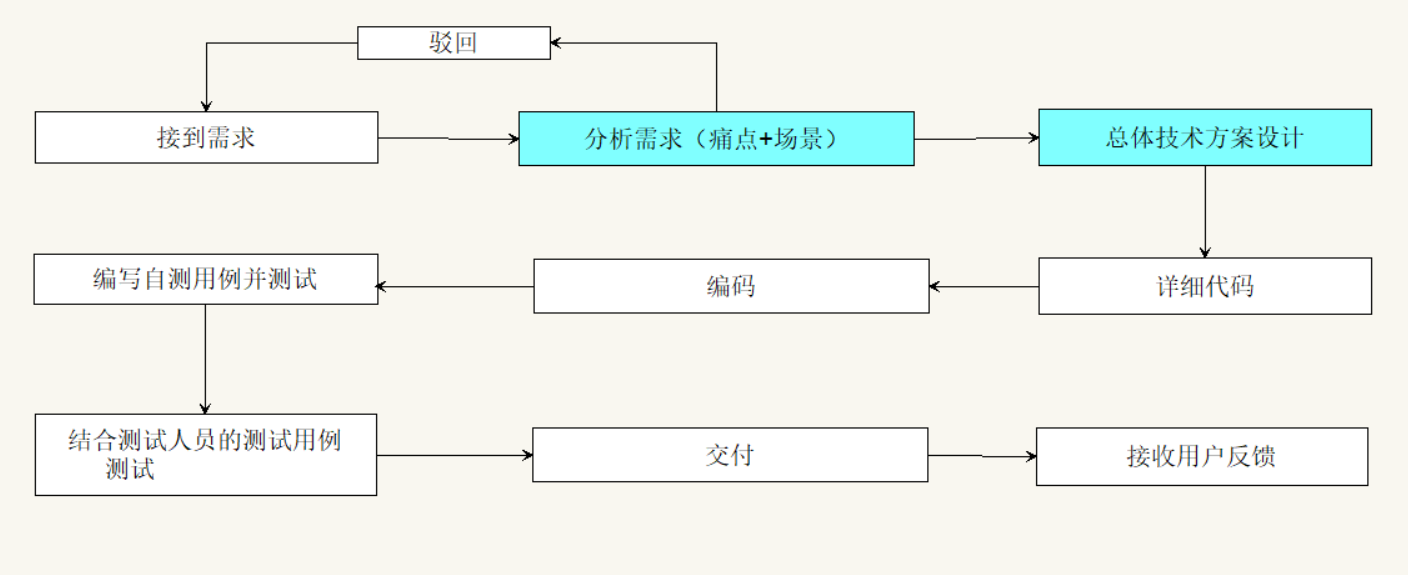 驳回
接到需求
分析需求（痛点+场景）
总体技术方案设计
编写自测用例并测试
编码
详细代码
结合测试人员的测试用例
测试
交付
接收用户反馈